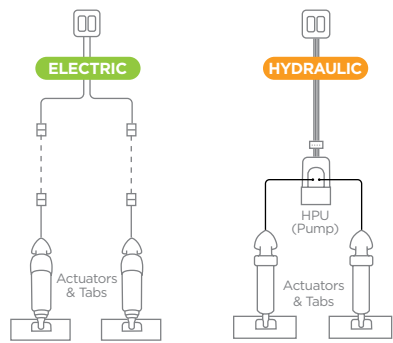 ELECTRIC
Actuators
& Tabs
HYDRAULIC
HPU
(Pump)
Actuators
& Tabs